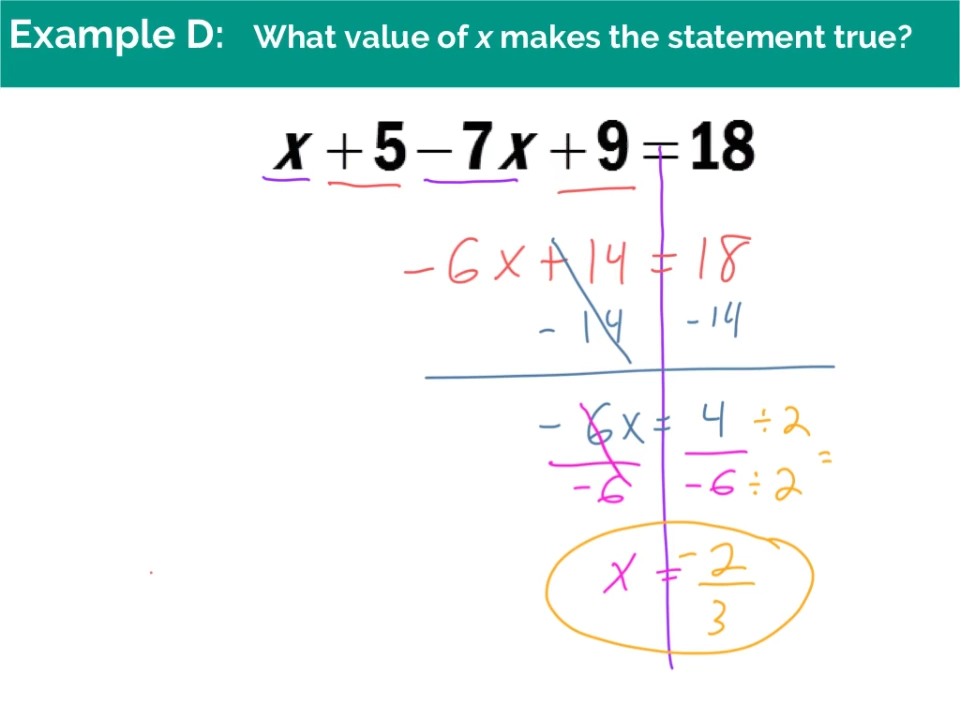 Example D: What value of x makes the statement true?
x + 5 − 7x + 9 = 18
- 6x + 14 = 18
- 14 - 14
- 6x = 4 ÷ 2
- 6 - 6 ÷ 2 =
x = - 2
3